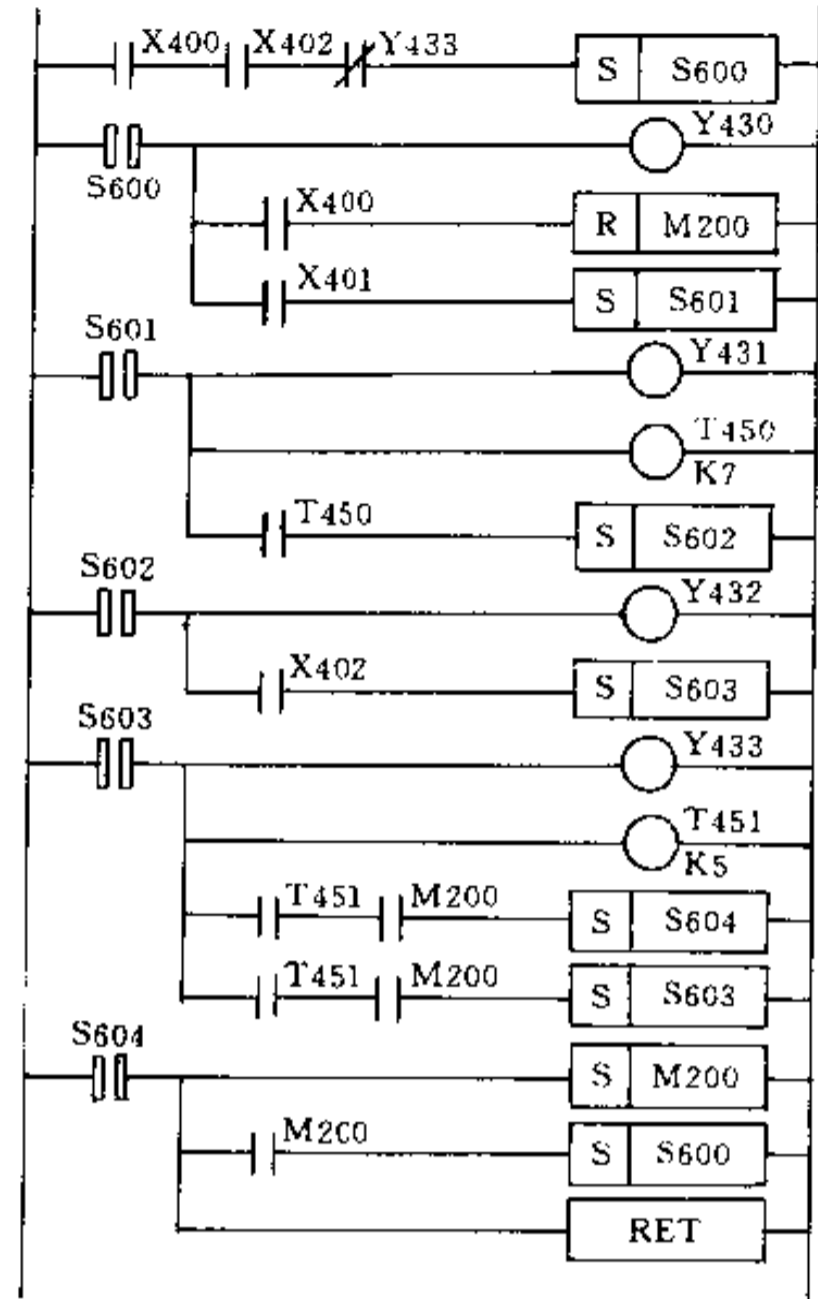 X400 X402 Y433 S S600
Y430
S600
X400 R M200
X401 S S601
S601
Y431
T450
K7
T450 S S602
S602
Y432
X402 S S603
S603
Y433
T451
K5
T451 M200 S S604
T451 M200 S S603
S604
S M200
M200 S S600
RET